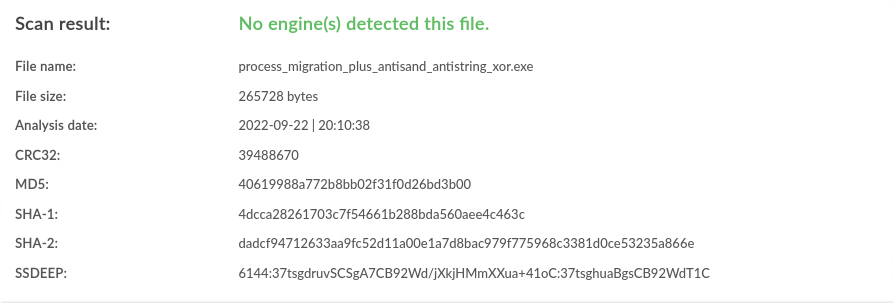 Scan result: No engine(s) detected this file.
File name: process_migration_plus_antisand_antistring_xor.exe
File size: 265728 bytes
Analysis date: 2022-09-22 | 20:10:38
CRC32: 39488670
MD5: 40619988a772b8bb02f31f0d26bd3b00
SHA-1: 4dcca28261703c7f54661b288bda560aee4c463c
SHA-2: dadcf94712633aa9fc52d11a00e1a7d8bac979f775968c3381d0ce53235a866e
SSDEEP: 6144:37tsgdruvSCSgA7CB92Wd/jXkjHMmXXua+41oC:37tsghuaBgsCB92WdT1C